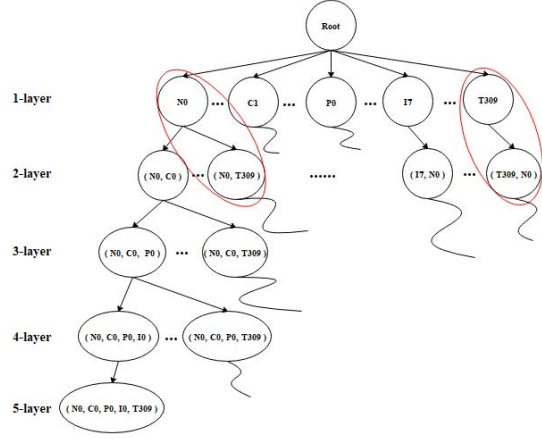 Root
1-layer N0 ... C1 ... P0 ... I7 ... T309
2-layer ( N0, C0 ) ... ( N0, T309 ) ...... ( I7, N0 ) ... ( T309, N0 )
3-layer ( N0, C0, P0 ) ... ( N0, C0, T309 )
4-layer ( N0, C0, P0, I0 ) ... ( N0, C0, P0, T309 )
5-layer ( N0, C0, P0, I0, T309 )